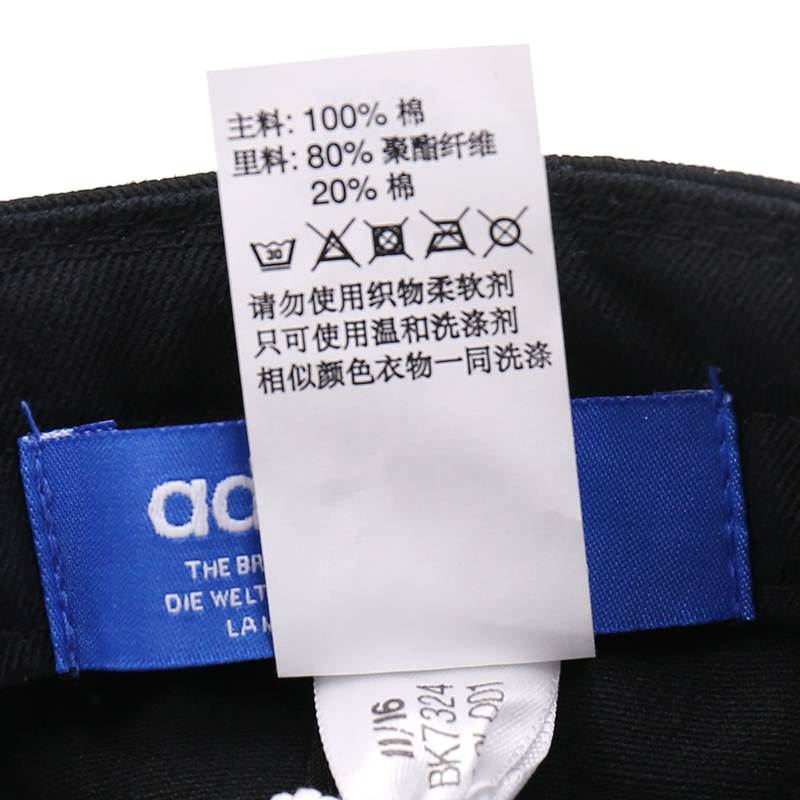 主料: 100% 棉
里料: 80% 聚酯纤维
20% 棉
30
请勿使用织物柔软剂
只可使用温和洗涤剂
相似颜色衣物一同洗涤
THE
DIE WELT
11/16
BK7324